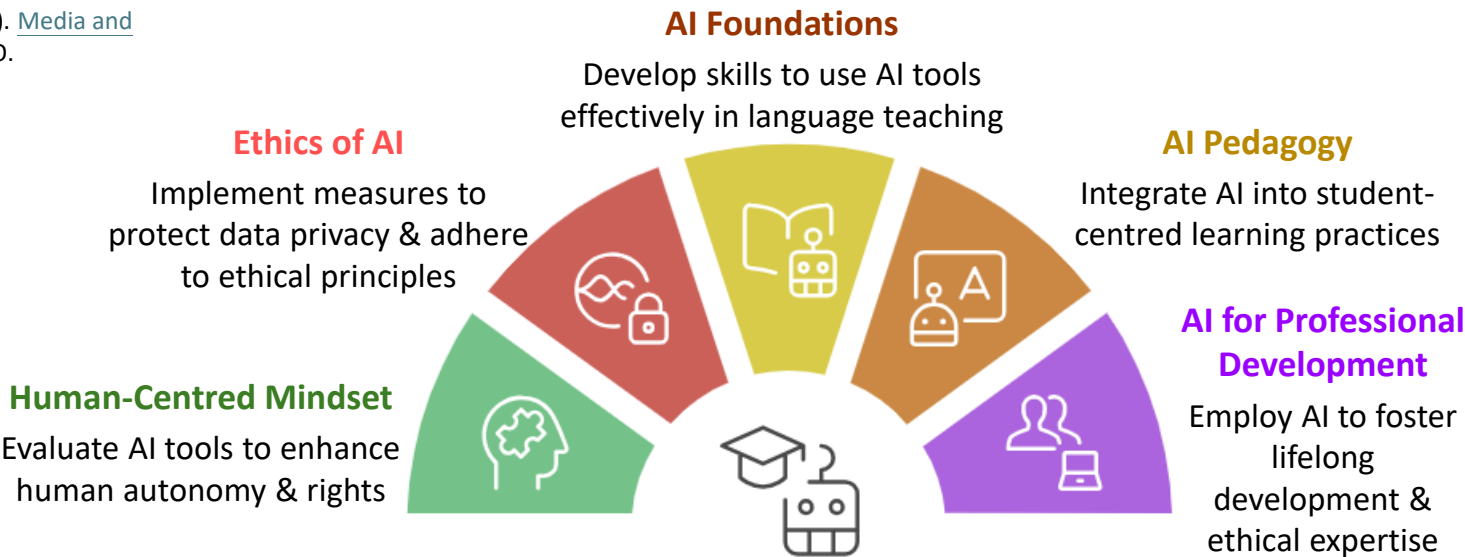 ). Media and
0.
AI Foundations
Develop skills to use AI tools
effectively in language teaching
Ethics of AI
Implement measures to
protect data privacy & adhere
to ethical principles
AI Pedagogy
Integrate AI into student-
centred learning practices
Human-Centred Mindset
Evaluate AI tools to enhance
human autonomy & rights
AI for Professional
Development
Employ AI to foster
lifelong
development &
ethical expertise
A